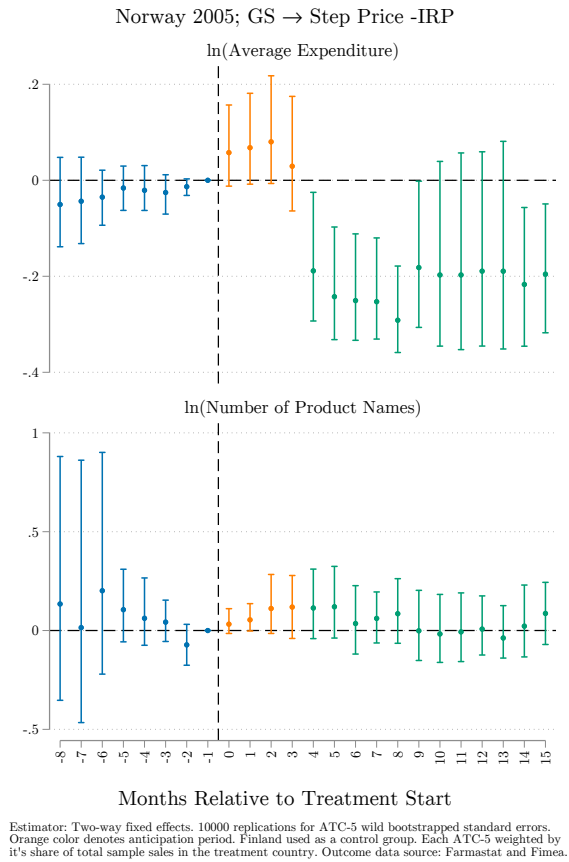 Norway 2005; GS → Step Price -IRP
ln(Average Expenditure)
.2
0
-.2
-.4
ln(Number of Product Names)
1
.5
0
-.5
-8 -7 -6 -5 -4 -3 -2 -1 0 1 2 3 4 5 6 7 8 9 10 11 12 13 14 15
Months Relative to Treatment Start
Estimator: Two-way fixed effects. 10000 replications for ATC-5 wild bootstrapped standard errors.
Orange color denotes anticipation period. Finland used as a control group. Each ATC-5 weighted by
it's share of total sample sales in the treatment country. Outcome data source: Farmastat and Fimea.